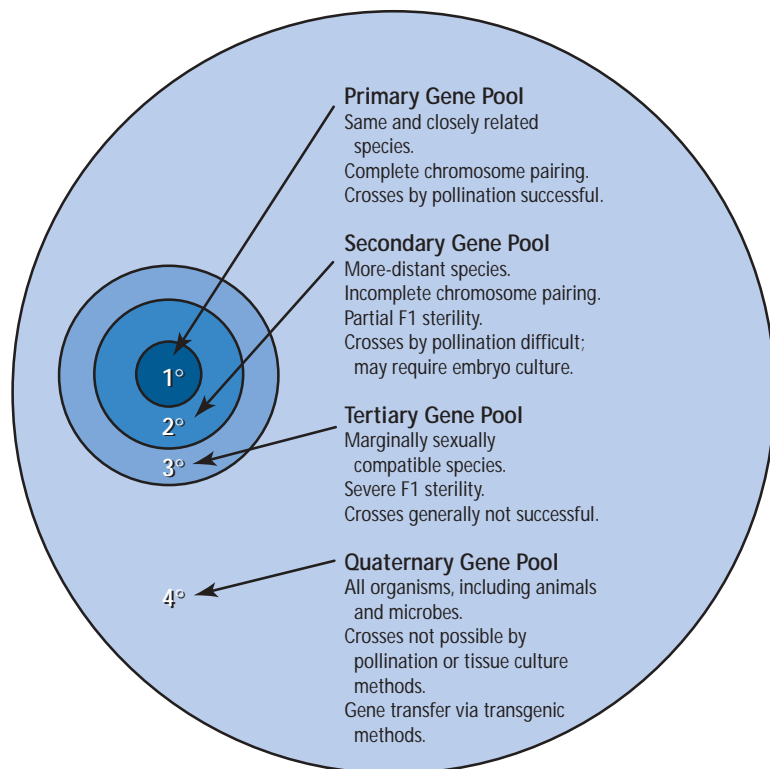 Primary Gene Pool
Same and closely related
species.
Complete chromosome pairing.
Crosses by pollination successful.
Secondary Gene Pool
More-distant species.
Incomplete chromosome pairing.
Partial F1 sterility.
Crosses by pollination difficult;
may require embryo culture.
1°
2°
Tertiary Gene Pool
Marginally sexually
compatible species.
Severe F1 sterility.
Crosses generally not successful.
3°
Quaternary Gene Pool
All organisms, including animals
and microbes.
Crosses not possible by
pollination or tissue culture
methods.
Gene transfer via transgenic
methods.
4°